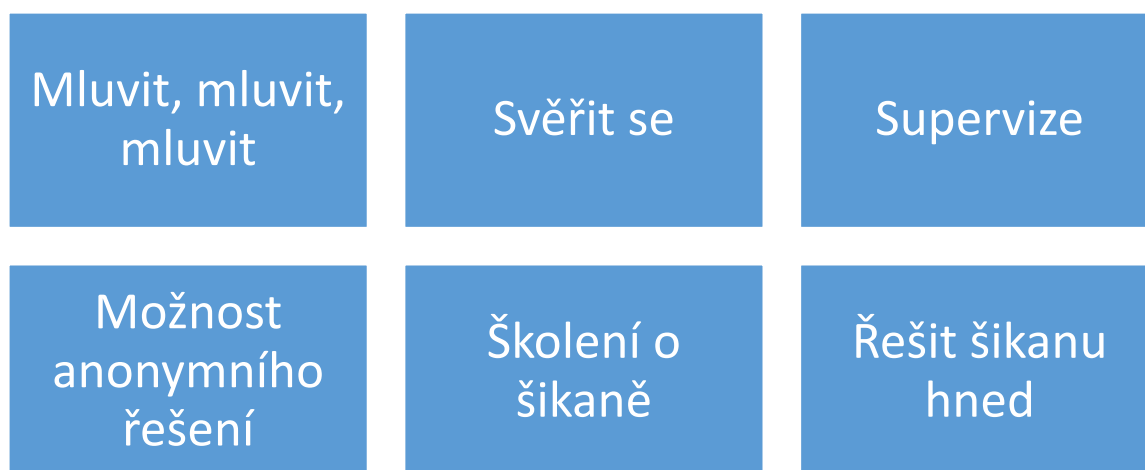 Mluvit, mluvit,
mluvit
Svěřit se
Supervize
Možnost
anonymního
řešení
Školení o
šikaně
Řešit šikanu
hned